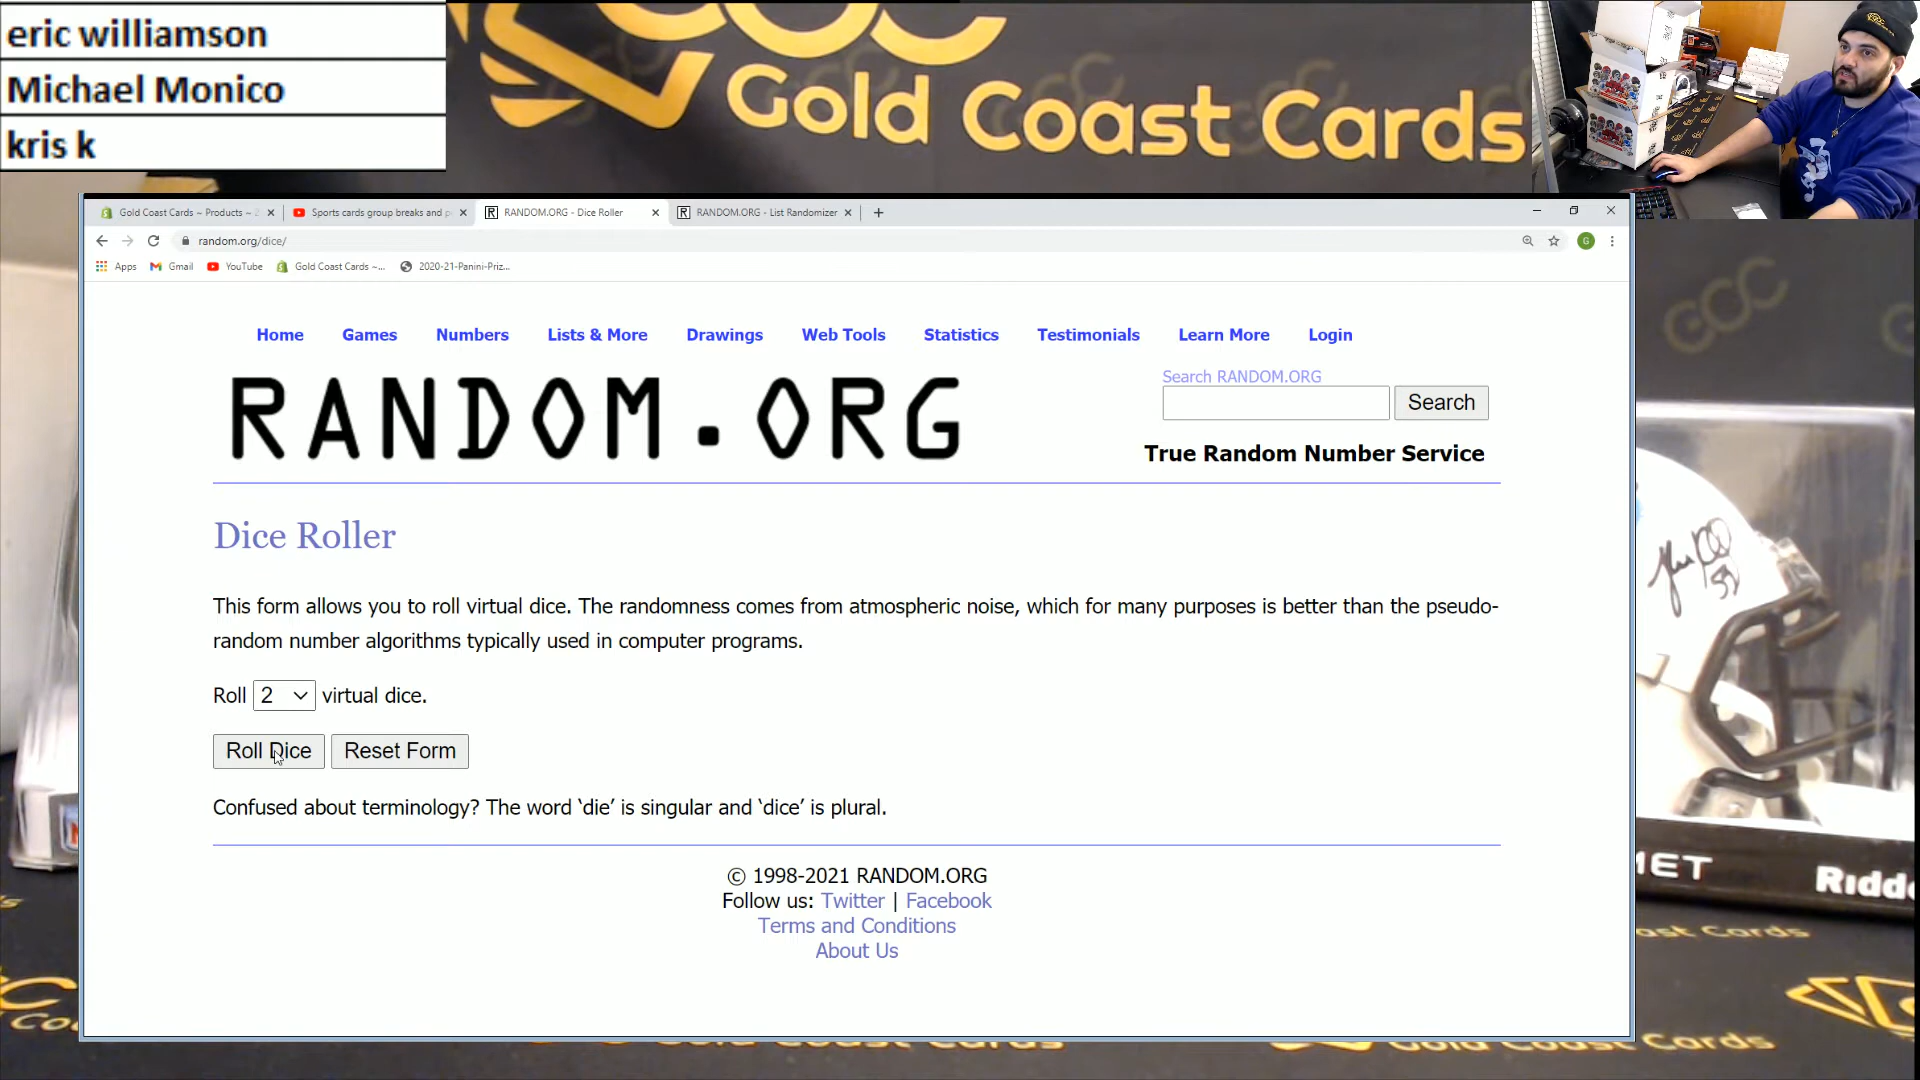 eric williamson
Michael Monico
kris k
Gold Coast Cards
Gold Coast Cards ~ Products ~ 2
Sports cards group breaks and p
RANDOM.ORG - Dice Roller
RANDOM.ORG - List Randomizer
random.org/dice/
G
Apps
Gmail
YouTube
Gold Coast Cards ~...
2020-21-Panini-Priz...
Home Games Numbers Lists & More Drawings Web Tools Statistics Testimonials Learn More Login
RANDOM.ORG
Search RANDOM.ORG
Search
True Random Number Service
Dice Roller
This form allows you to roll virtual dice. The randomness comes from atmospheric noise, which for many purposes is better than the pseudo-
random number algorithms typically used in computer programs.
Roll 2 virtual dice.
Roll Dice Reset Form
Confused about terminology? The word ‘die’ is singular and ‘dice’ is plural.
© 1998-2021 RANDOM.ORG
Follow us: Twitter | Facebook
Terms and Conditions
About Us
GCC
Gold Coast Cards